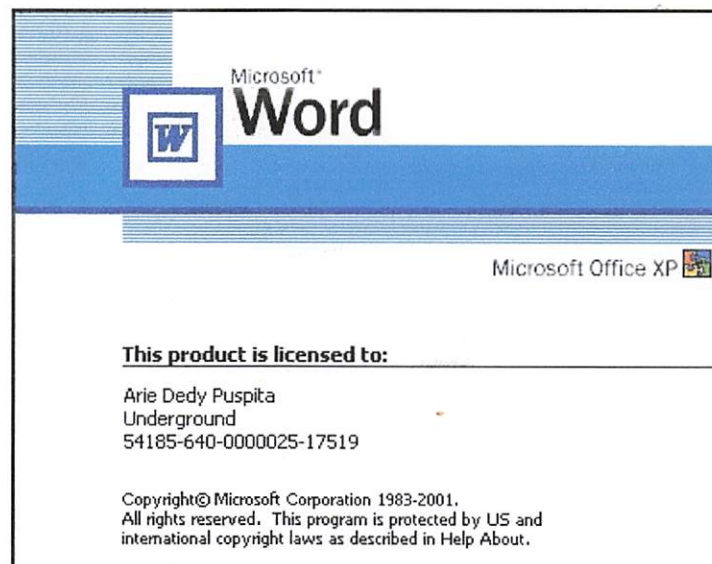 Microsoft®
Word
W
Microsoft Office XP
This product is licensed to:
Arie Dedy Puspita
Underground
54185-640-0000025-17519
Copyright© Microsoft Corporation 1983-2001.
All rights reserved. This program is protected by US and
international copyright laws as described in Help About.